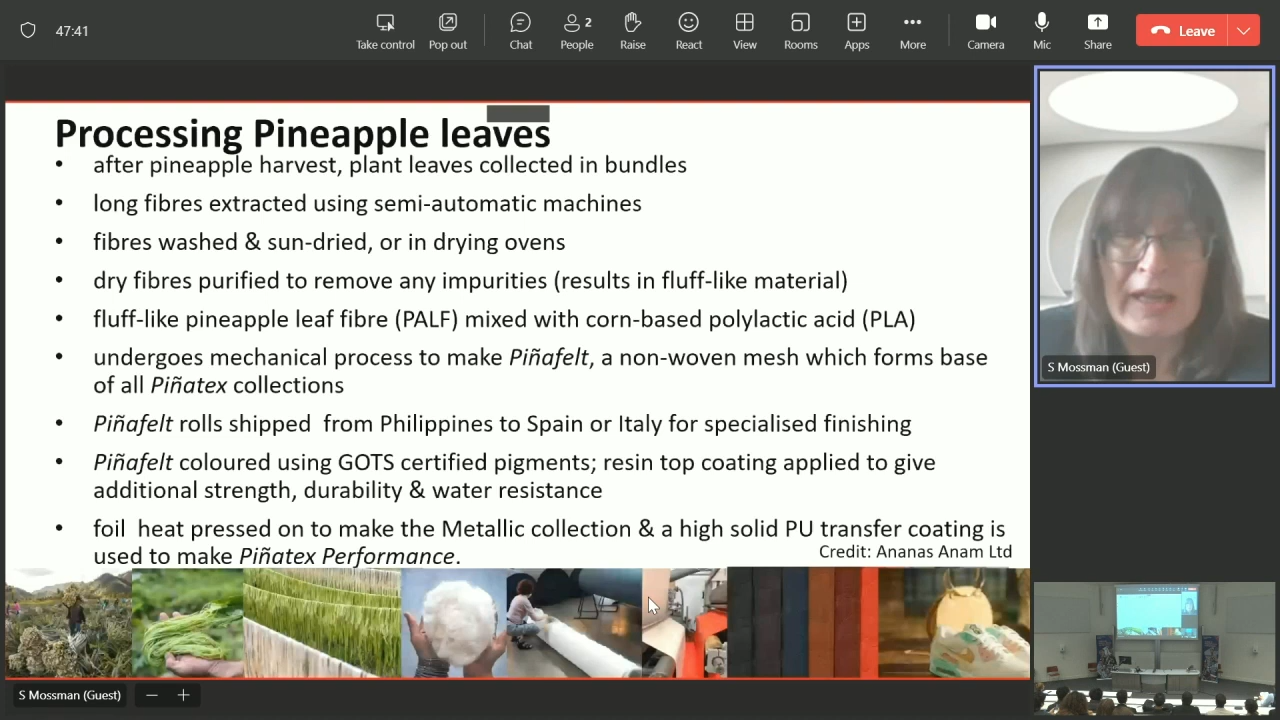 47:41
Take control
Pop out
Chat
People
2
Raise
React
View
Rooms
Apps
More
Camera
Mic
Share
Leave
Processing Pineapple leaves
• after pineapple harvest, plant leaves collected in bundles
• long fibres extracted using semi-automatic machines
• fibres washed & sun-dried, or in drying ovens
• dry fibres purified to remove any impurities (results in fluff-like material)
• fluff-like pineapple leaf fibre (PALF) mixed with corn-based polylactic acid (PLA)
• undergoes mechanical process to make Piñafelt, a non-woven mesh which forms base
of all Piñatex collections
• Piñafelt rolls shipped from Philippines to Spain or Italy for specialised finishing
• Piñafelt coloured using GOTS certified pigments; resin top coating applied to give
additional strength, durability & water resistance
• foil heat pressed on to make the Metallic collection & a high solid PU transfer coating is
used to make Piñatex Performance.
Credit: Ananas Anam Ltd
S Mossman (Guest)
S Mossman (Guest)